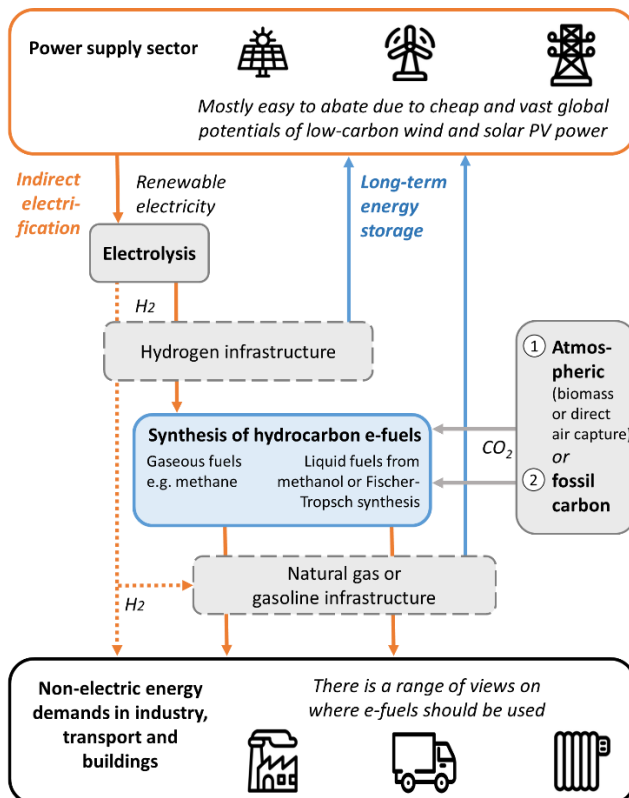 Power supply sector
Mostly easy to abate due to cheap and vast global
potentials of low-carbon wind and solar PV power
Indirect
electri-
fication
Renewable
electricity
Long-term
energy
storage
Electrolysis
H2
Hydrogen infrastructure
1 Atmos-
pheric
(biomass
or direct
air capture)
or
2 fossil
carbon
CO2
Synthesis of hydrocarbon e-fuels
Gaseous fuels
e.g. methane
Liquid fuels from
methanol or Fischer-
Tropsch synthesis
Natural gas or
gasoline infrastructure
H2
Non-electric energy
demands in industry,
transport and
buildings
There is a range of views on
where e-fuels should be used